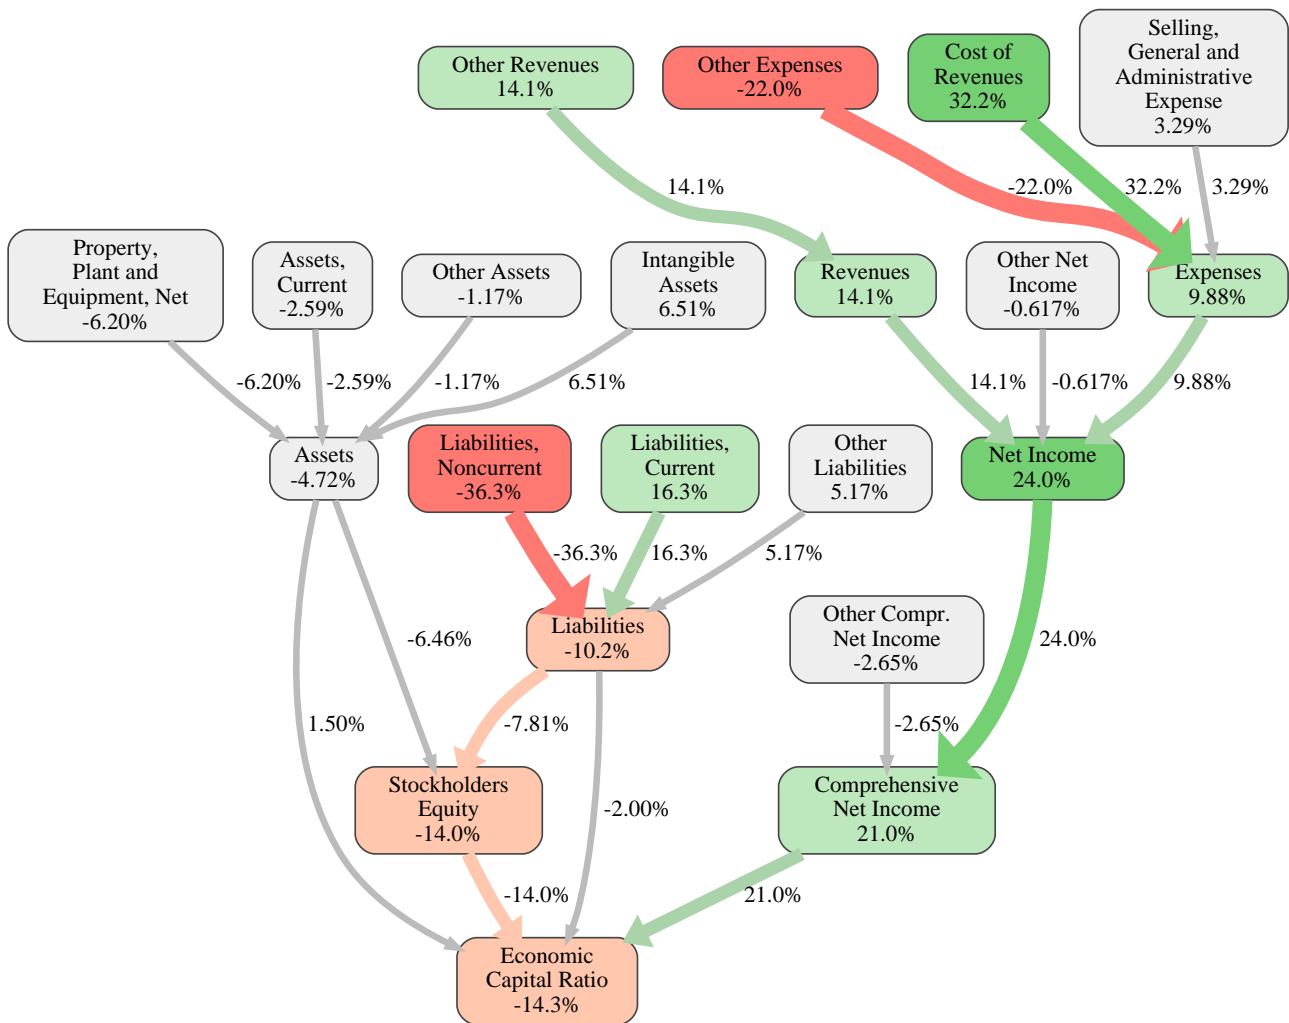 Other Revenues
14.1%
Other Expenses
-22.0%
Cost of
Revenues
32.2%
Selling,
General and
Administrative
Expense
3.29%
14.1%
-22.0%
32.2%
3.29%
Property,
Plant and
Equipment, Net
-6.20%
Assets,
Current
-2.59%
Other Assets
-1.17%
Intangible
Assets
6.51%
Revenues
14.1%
Other Net
Income
-0.617%
Expenses
9.88%
-6.20%
-2.59%
-1.17%
6.51%
14.1%
-0.617%
9.88%
Assets
-4.72%
Liabilities,
Noncurrent
-36.3%
Liabilities,
Current
16.3%
Other
Liabilities
5.17%
Net Income
24.0%
-36.3%
16.3%
5.17%
Liabilities
-10.2%
Other Compr.
Net Income
-2.65%
-6.46%
24.0%
1.50%
-7.81%
-2.65%
Stockholders
Equity
-14.0%
-2.00%
Comprehensive
Net Income
21.0%
-14.0%
21.0%
Economic
Capital Ratio
-14.3%